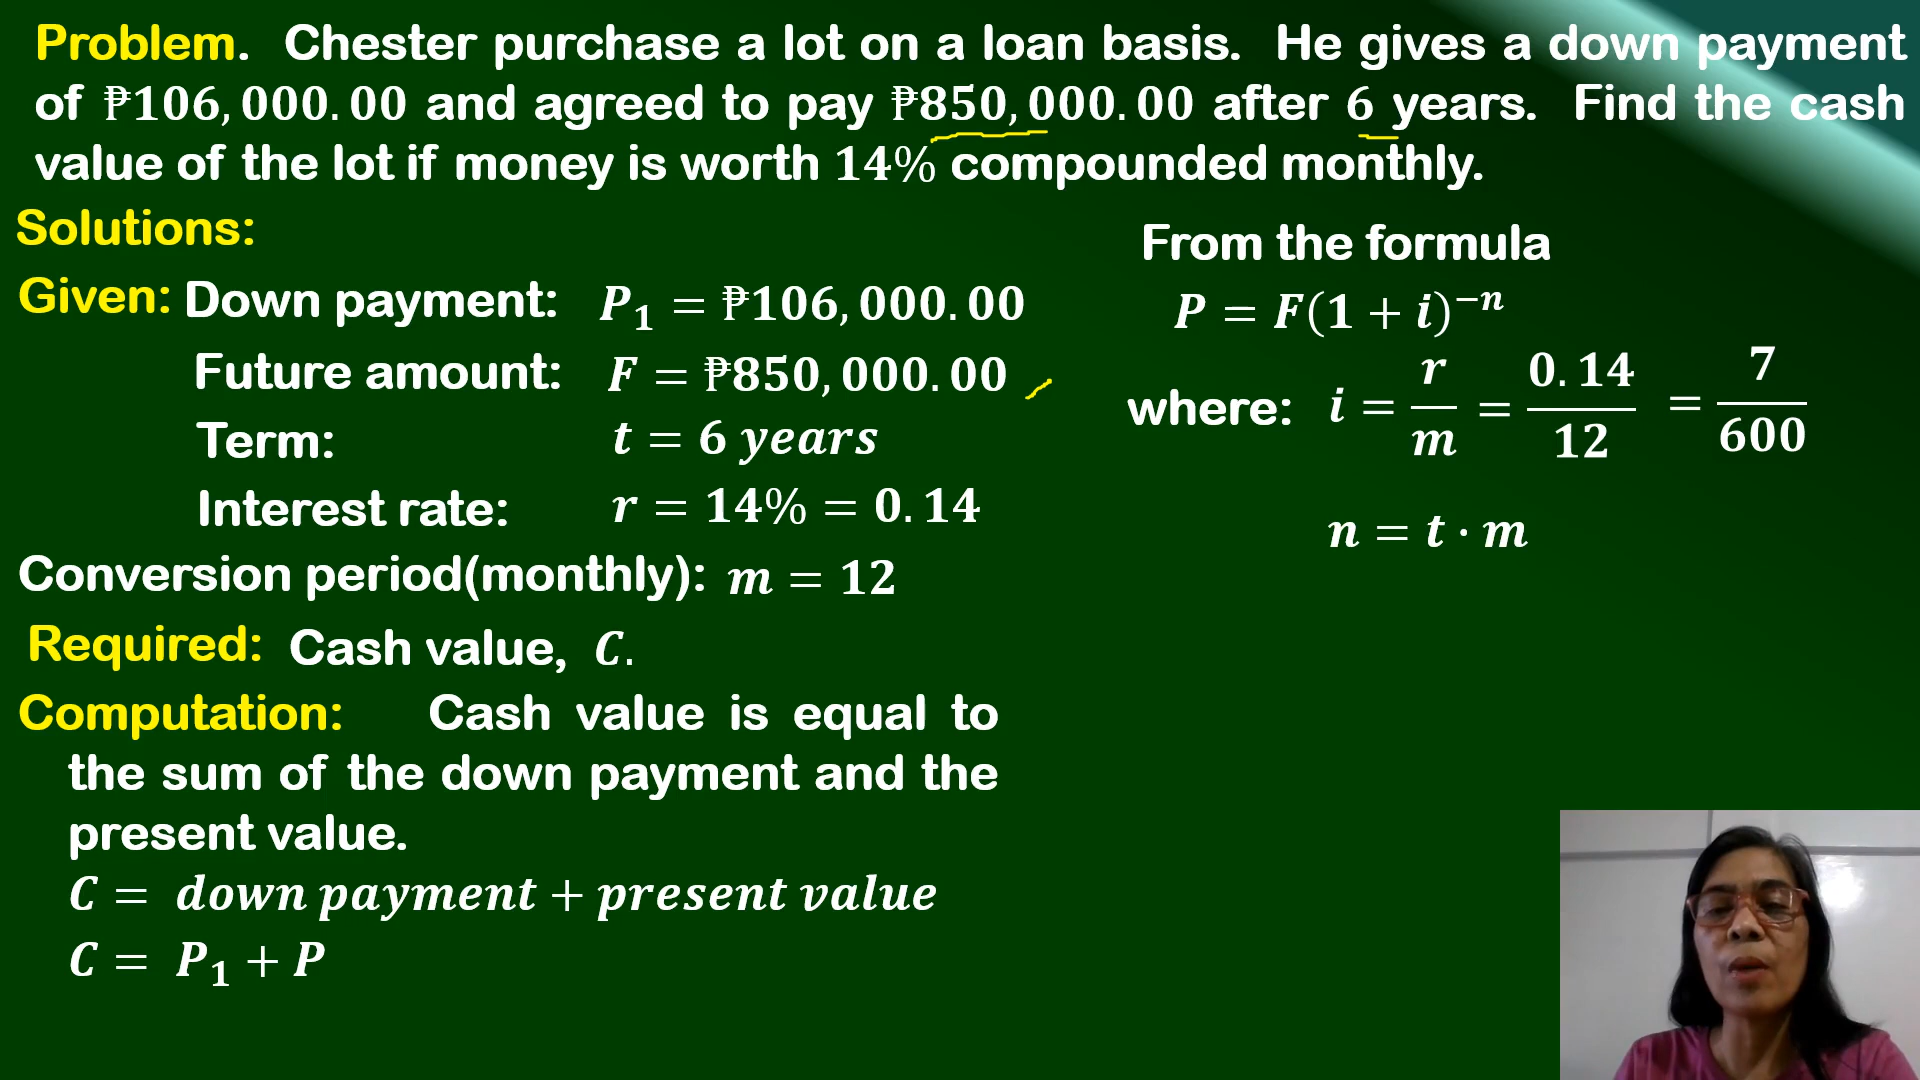 Problem. Chester purchase a lot on a loan basis. He gives a down payment
of ₱106,000.00 and agreed to pay ₱850,000.00 after 6 years. Find the cash
value of the lot if money is worth 14% compounded monthly.
Solutions:
Given: Down payment: P₁ = ₱106,000.00
Future amount: F = ₱850,000.00
Term: t = 6 years
Interest rate: r = 14% = 0.14
Conversion period(monthly): m = 12
Required: Cash value, C.
Computation: Cash value is equal to
the sum of the down payment and the
present value.
C = down payment + present value
C = P₁ + P
From the formula
P = F(1 + i)⁻ⁿ
where: i = r/m = 0.14/12 = 7/600
n = t · m